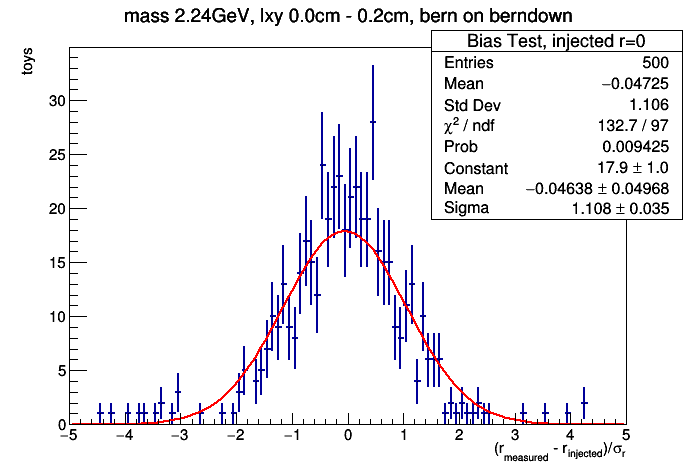 mass 2.24GeV, lxy 0.0cm - 0.2cm, bern on berndown
Bias Test, injected r=0
Entries 500
Mean −0.04725
Std Dev 1.106
χ² / ndf 132.7 / 97
Prob 0.009425
Constant 17.9 ± 1.0
Mean −0.04638 ± 0.04968
Sigma 1.108 ± 0.035
toys
30
25
20
15
10
5
0
−5 −4 −3 −2 −1 0 1 2 3 4 5
(r_measured - r_injected)/σ_r